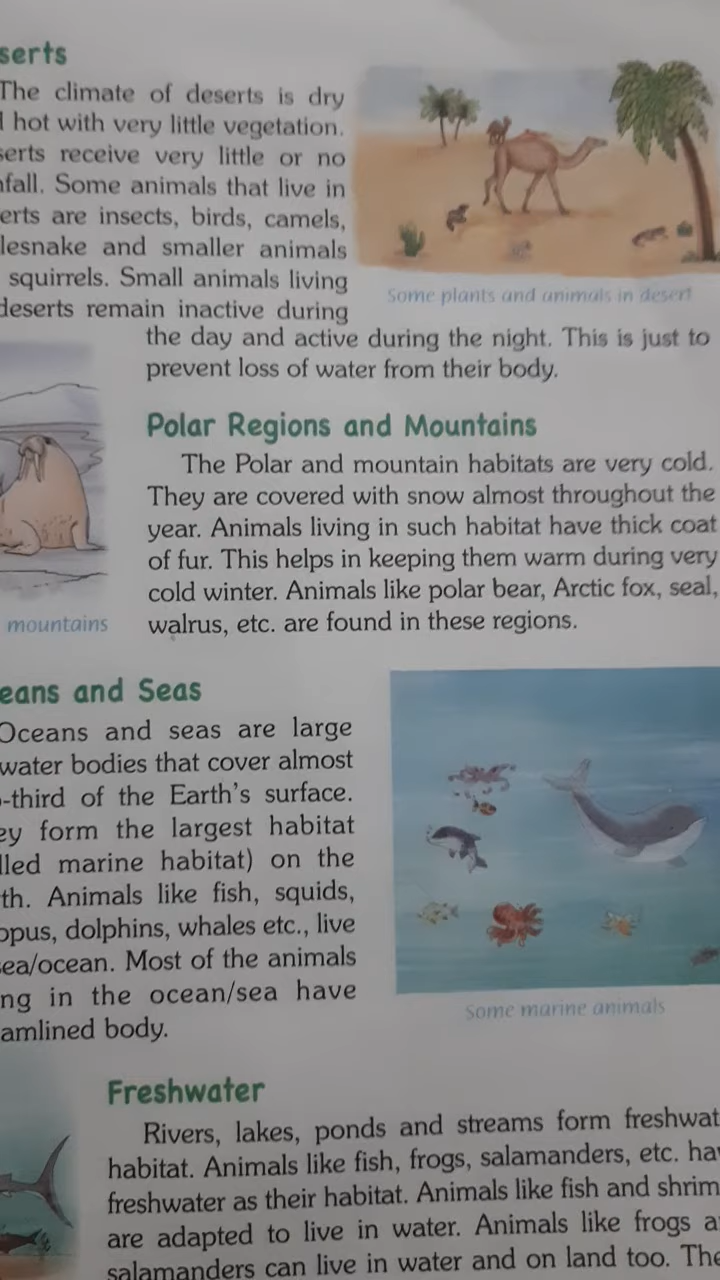 serts
The climate of deserts is dry
hot with very little vegetation.
serts receive very little or no
nfall. Some animals that live in
erts are insects, birds, camels,
lesnake and smaller animals
squirrels. Small animals living
deserts remain inactive during
the day and active during the night. This is just to
prevent loss of water from their body.
Some plants and animals in desert
Polar Regions and Mountains
The Polar and mountain habitats are very cold.
They are covered with snow almost throughout the
year. Animals living in such habitat have thick coat
of fur. This helps in keeping them warm during very
cold winter. Animals like polar bear, Arctic fox, seal,
walrus, etc. are found in these regions.
mountains
eans and Seas
Oceans and seas are large
water bodies that cover almost
-third of the Earth's surface.
ey form the largest habitat
lled marine habitat) on the
th. Animals like fish, squids,
opus, dolphins, whales etc., live
sea/ocean. Most of the animals
ng in the ocean/sea have
amlined body.
Some marine animals
Freshwater
Rivers, lakes, ponds and streams form freshwat
habitat. Animals like fish, frogs, salamanders, etc. ha
freshwater as their habitat. Animals like fish and shrim
are adapted to live in water. Animals like frogs a
salamanders can live in water and on land too. The